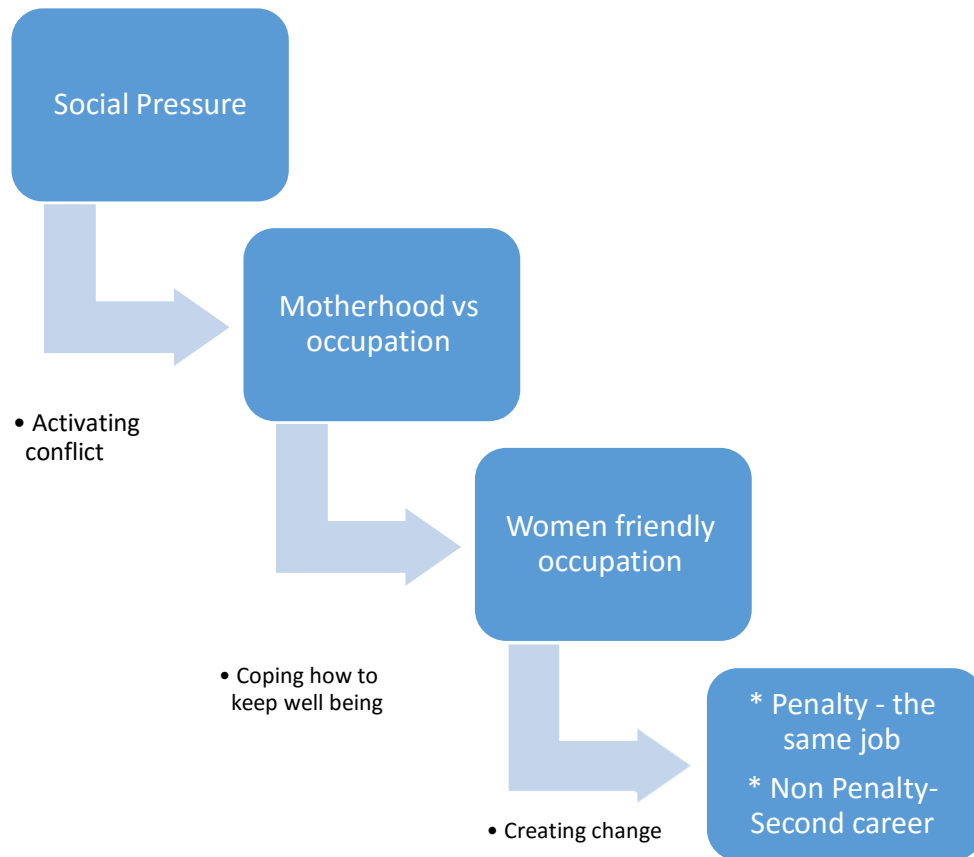 Social Pressure
Motherhood vs
occupation
• Activating
conflict
Women friendly
occupation
• Coping how to
keep well being
* Penalty - the
same job
* Non Penalty-
Second career
• Creating change